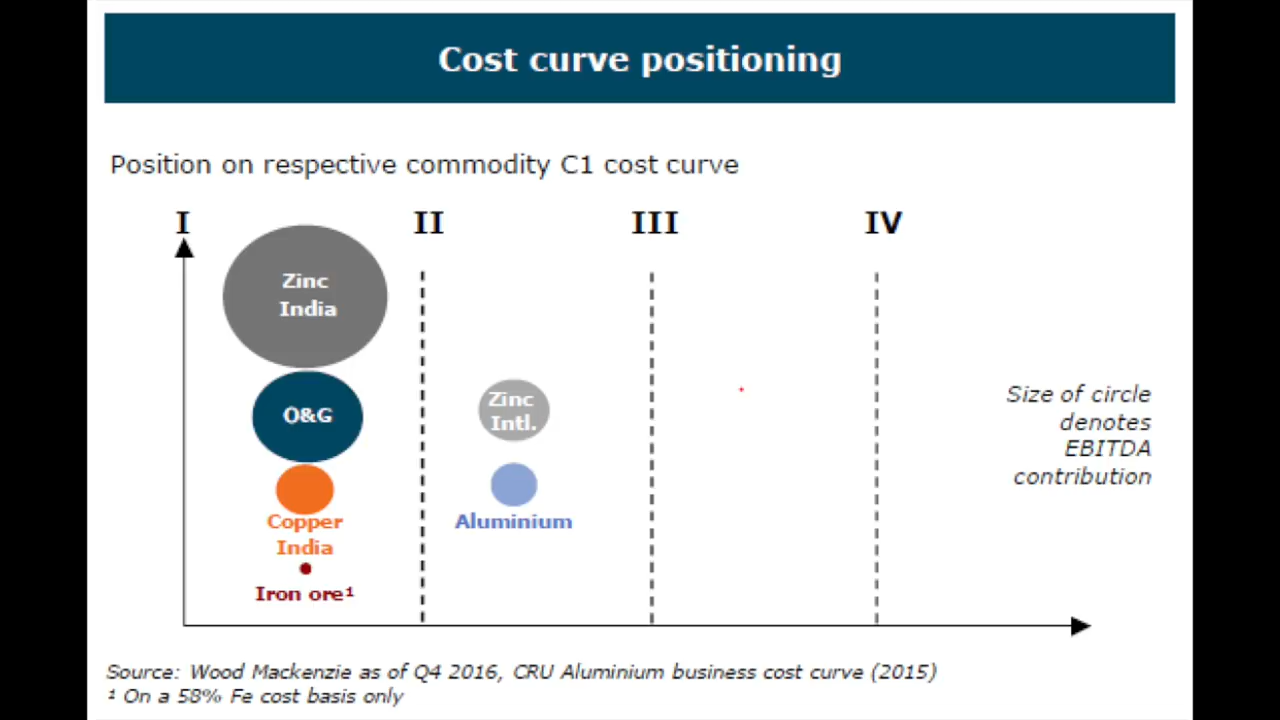 Cost curve positioning
Position on respective commodity C1 cost curve
I II III IV
Zinc
India
O&G
Zinc
Intl.
Copper
India
Aluminium
Iron ore¹
Size of circle
denotes
EBITDA
contribution
Source: Wood Mackenzie as of Q4 2016, CRU Aluminium business cost curve (2015)
¹ On a 58% Fe cost basis only